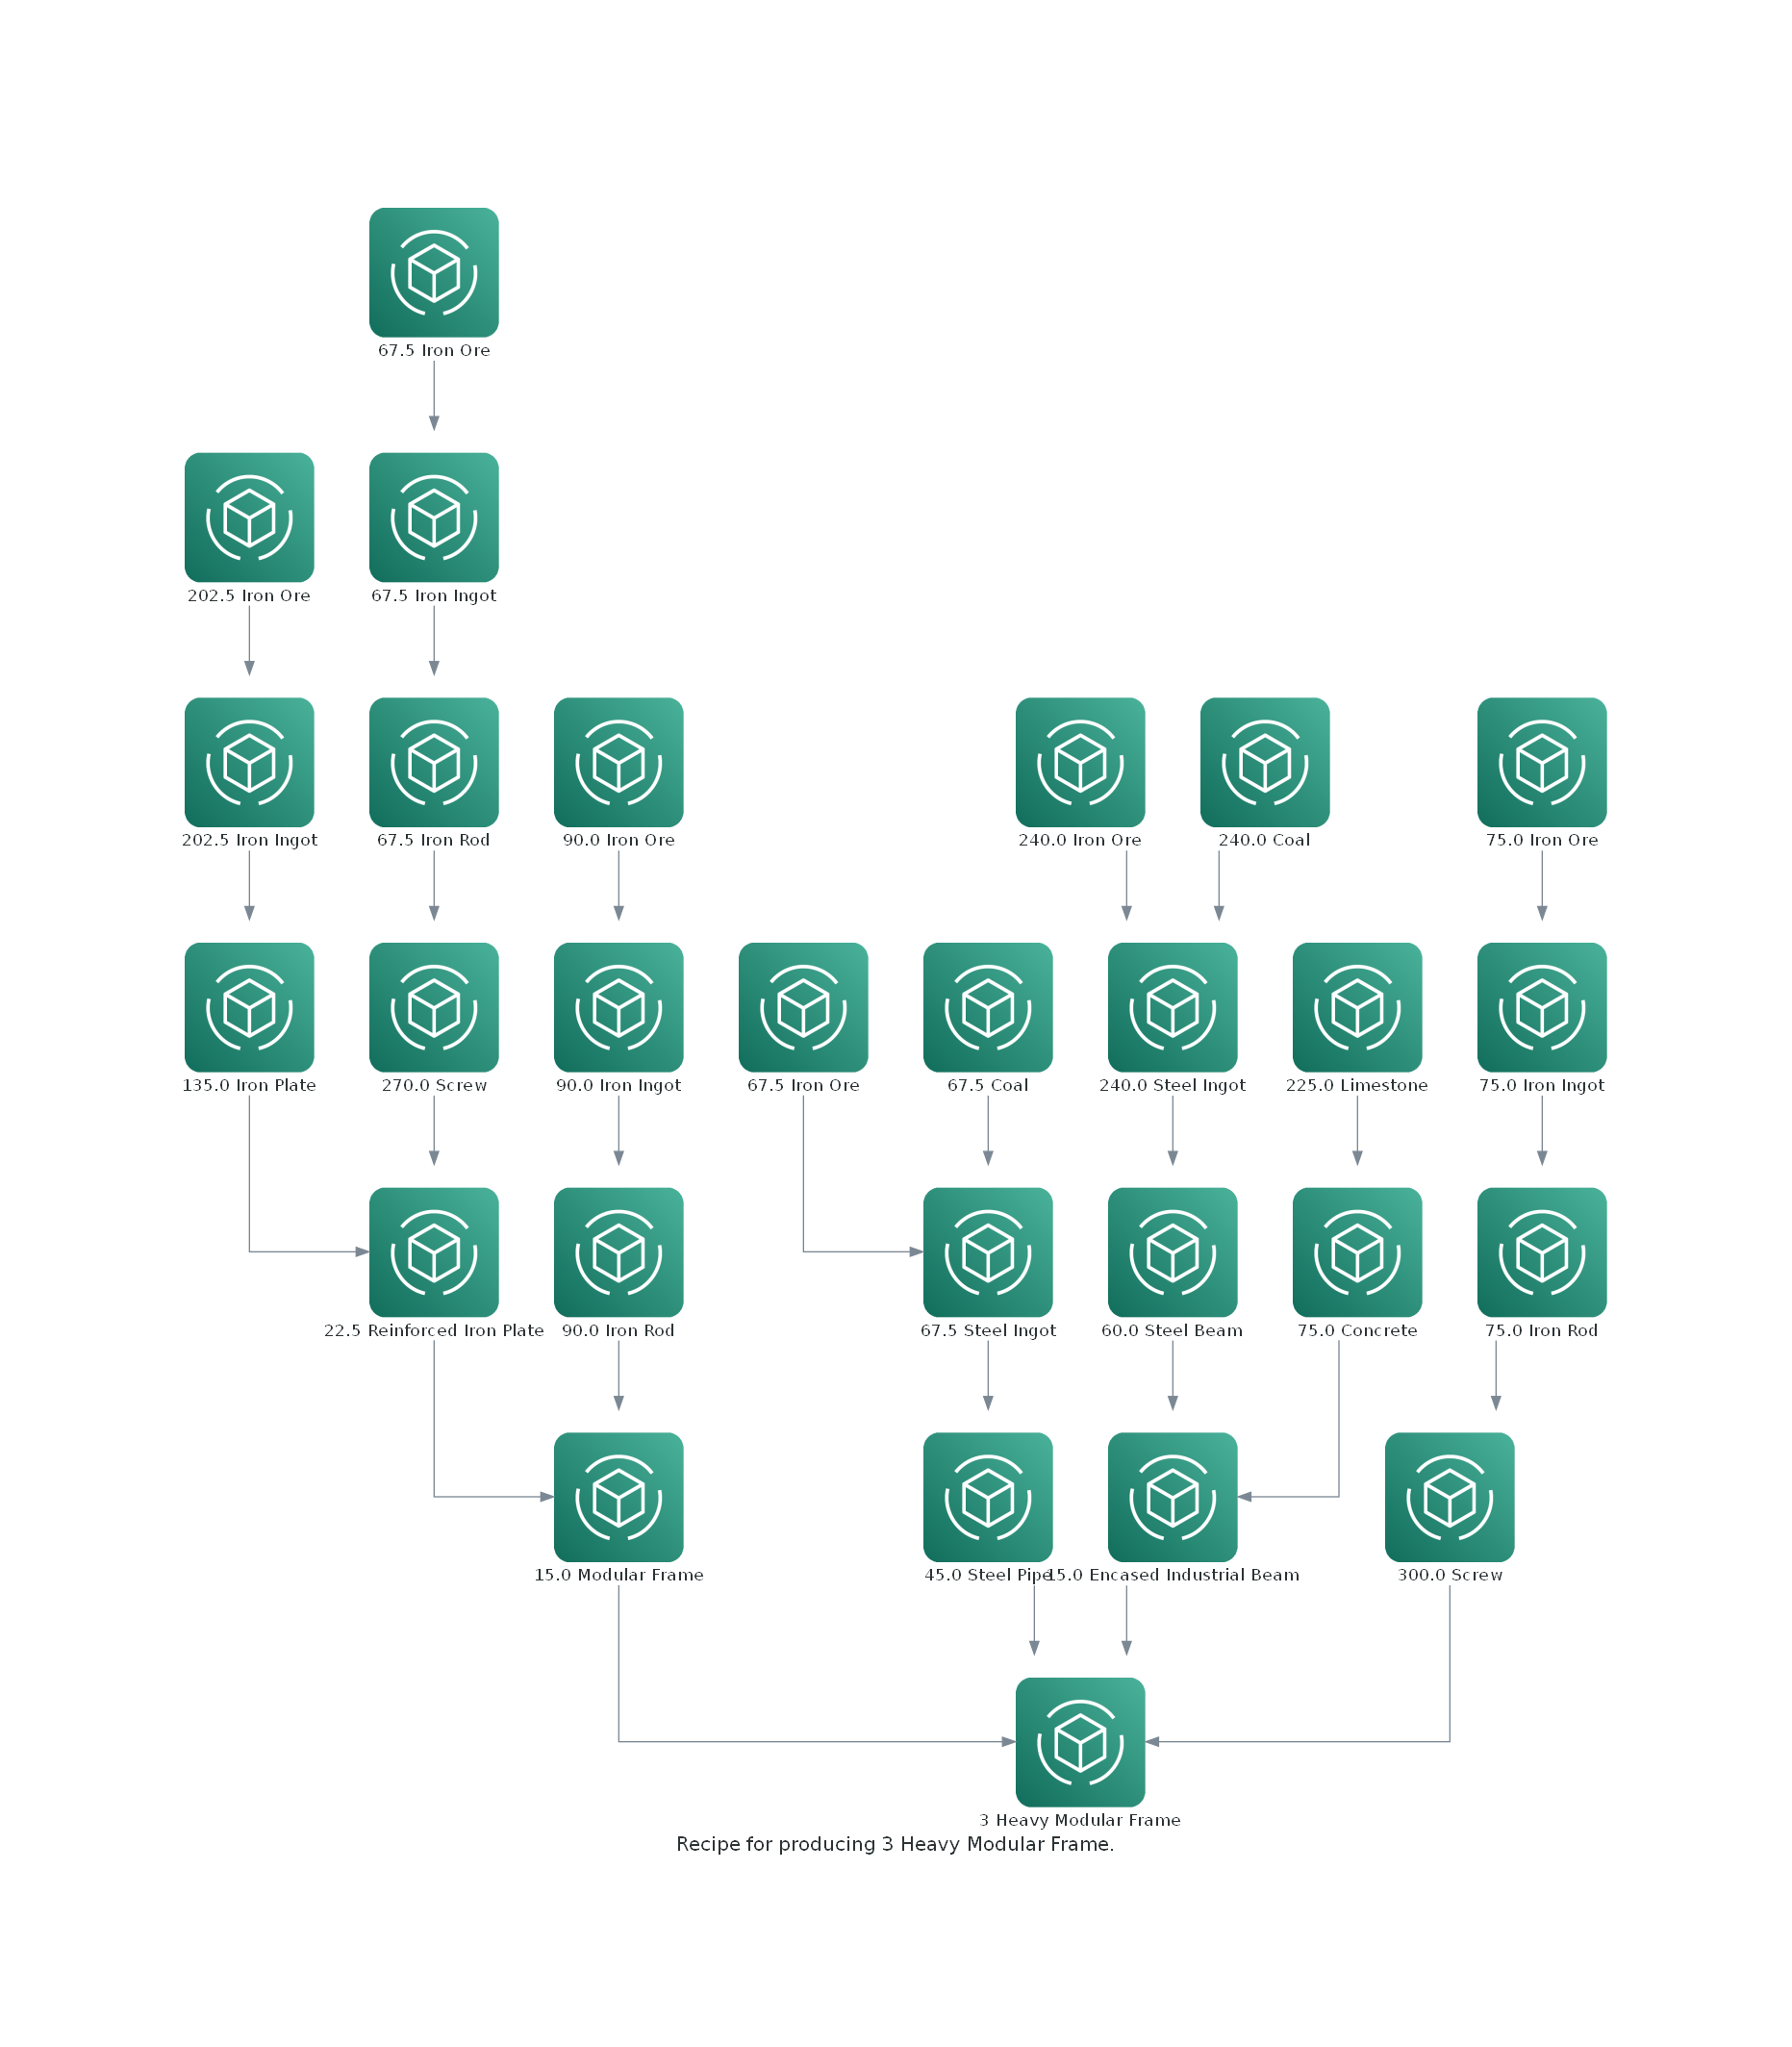 67.5 Iron Ore
202.5 Iron Ore
67.5 Iron Ingot
202.5 Iron Ingot
67.5 Iron Rod
90.0 Iron Ore
240.0 Iron Ore
240.0 Coal
75.0 Iron Ore
135.0 Iron Plate
270.0 Screw
90.0 Iron Ingot
67.5 Iron Ore
67.5 Coal
240.0 Steel Ingot
225.0 Limestone
75.0 Iron Ingot
22.5 Reinforced Iron Plate
90.0 Iron Rod
67.5 Steel Ingot
60.0 Steel Beam
75.0 Concrete
75.0 Iron Rod
15.0 Modular Frame
45.0 Steel Pipe
15.0 Encased Industrial Beam
300.0 Screw
3 Heavy Modular Frame
Recipe for producing 3 Heavy Modular Frame.